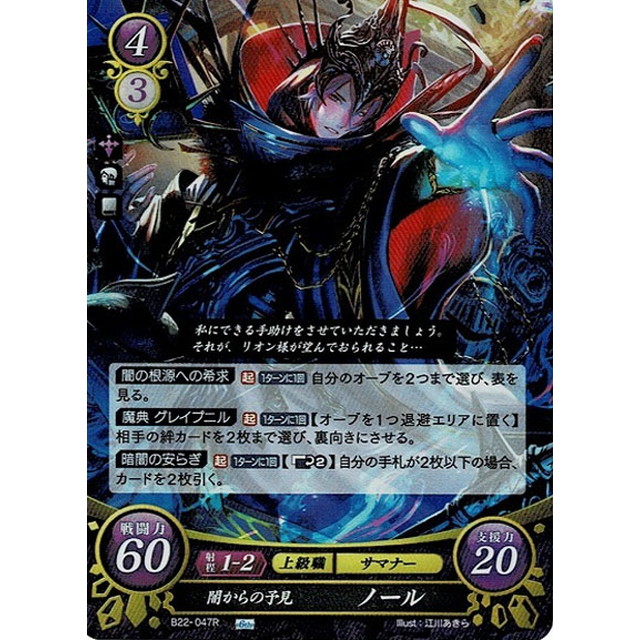 4
3
私にできる手助けをさせていただきましょう。
それが、リオン様が望んでおられること…
闇の根源への希求 起 1ターンに1回 自分のオーブを2つまで選び、表を
見る。
魔典 グレイプニル 起 1ターンに1回【オーブを1つ退避エリアに置く】
相手の絆カードを2枚まで選び、裏向きにさせる。
暗闇の安らぎ 起 1ターンに1回【2】自分の手札が2枚以下の場合、
カードを2枚引く。
戦闘力 60
射程 1-2 上級職 サマナー
支援力 20
闇からの予見 ノール
B22-047R
Illust:江川あきら